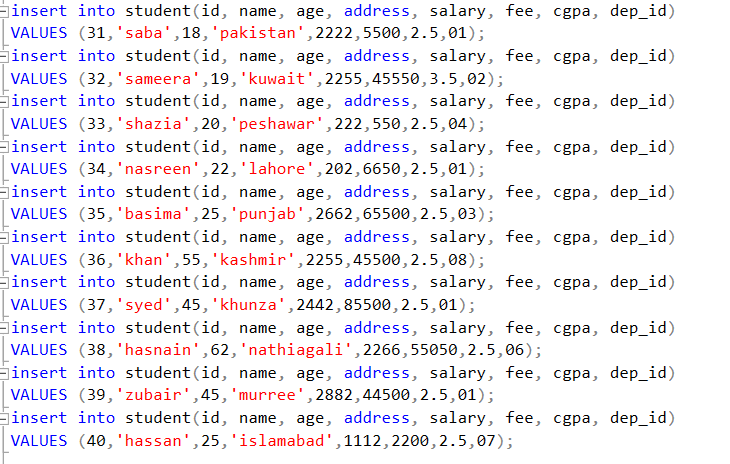 insert into student(id, name, age, address, salary, fee, cgpa, dep_id)
VALUES (31,'saba',18,'pakistan',2222,5500,2.5,01);
insert into student(id, name, age, address, salary, fee, cgpa, dep_id)
VALUES (32,'sameera',19,'kuwait',2255,45550,3.5,02);
insert into student(id, name, age, address, salary, fee, cgpa, dep_id)
VALUES (33,'shazia',20,'peshawar',222,550,2.5,04);
insert into student(id, name, age, address, salary, fee, cgpa, dep_id)
VALUES (34,'nasreen',22,'lahore',202,6650,2.5,01);
insert into student(id, name, age, address, salary, fee, cgpa, dep_id)
VALUES (35,'basima',25,'punjab',2662,65500,2.5,03);
insert into student(id, name, age, address, salary, fee, cgpa, dep_id)
VALUES (36,'khan',55,'kashmir',2255,45500,2.5,08);
insert into student(id, name, age, address, salary, fee, cgpa, dep_id)
VALUES (37,'syed',45,'khunza',2442,85500,2.5,01);
insert into student(id, name, age, address, salary, fee, cgpa, dep_id)
VALUES (38,'hasnain',62,'nathiagali',2266,55050,2.5,06);
insert into student(id, name, age, address, salary, fee, cgpa, dep_id)
VALUES (39,'zubair',45,'murree',2882,44500,2.5,01);
insert into student(id, name, age, address, salary, fee, cgpa, dep_id)
VALUES (40,'hassan',25,'islamabad',1112,2200,2.5,07);